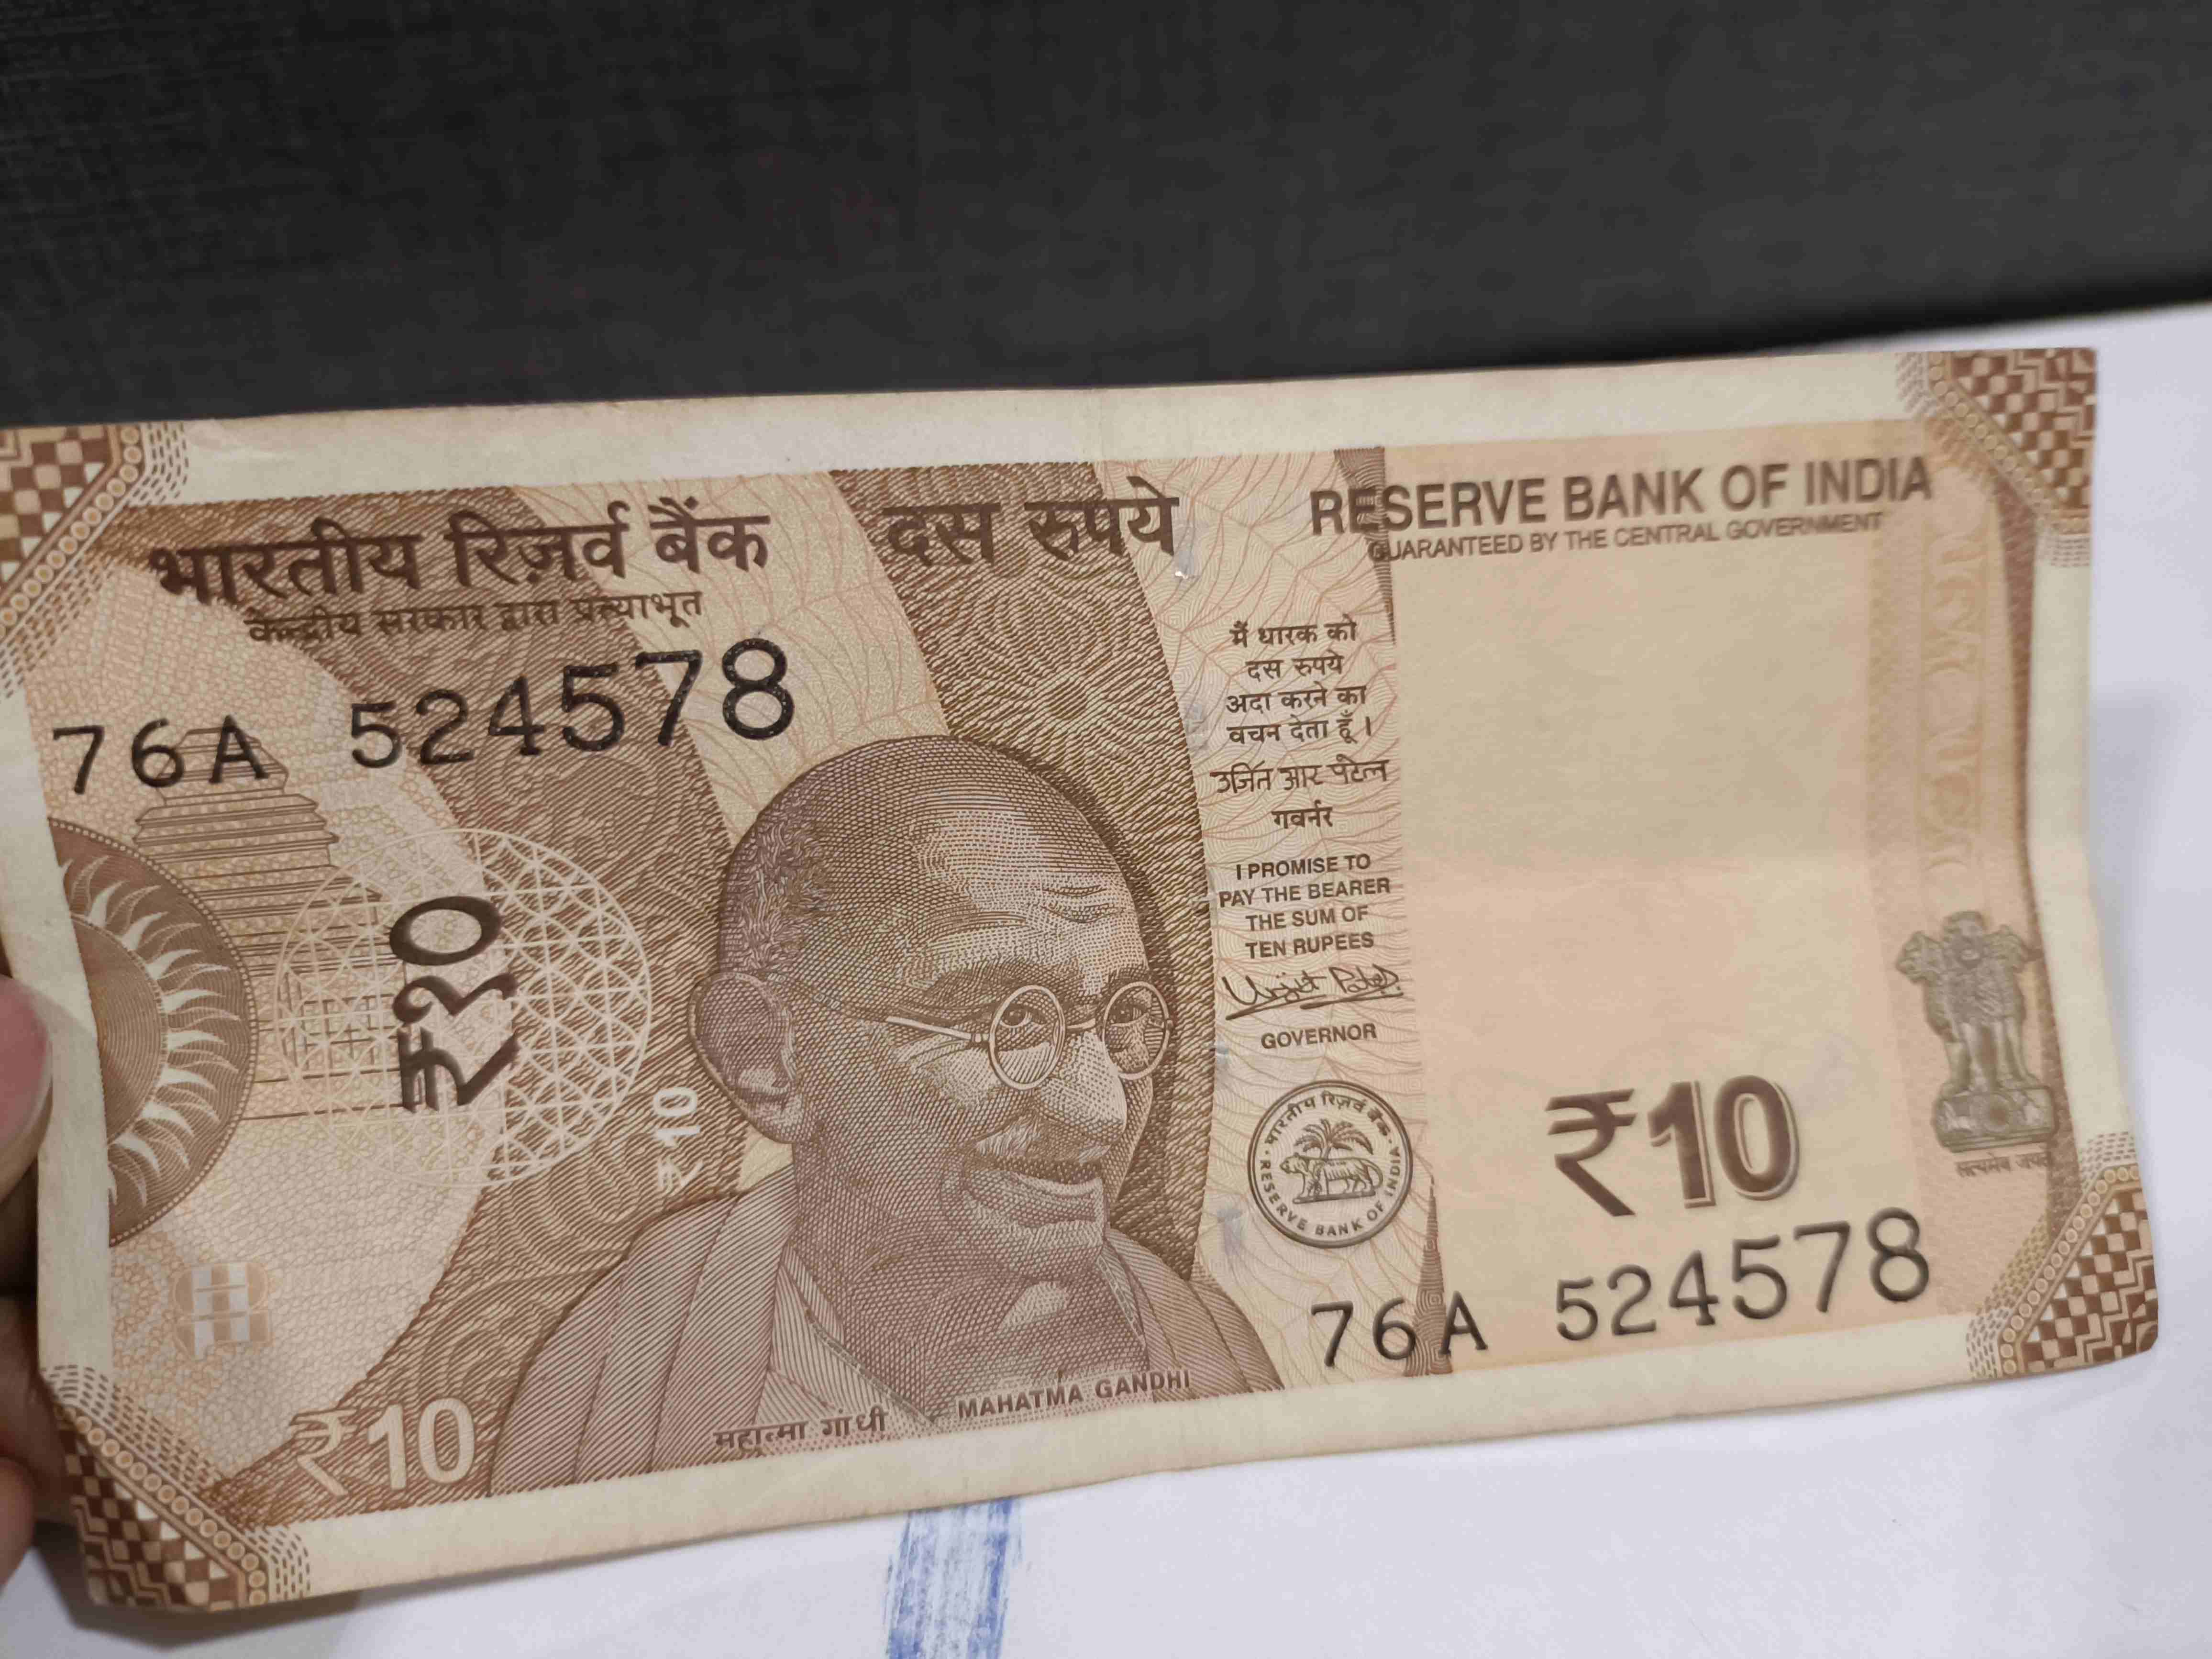 भारतीय रिज़र्व बैंक
केन्द्रीय सरकार द्वारा प्रत्याभूत
76A 524578
₹१०
₹10
₹10
दस रुपये
महात्मा गांधी MAHATMA GANDHI
RESERVE BANK OF INDIA
GUARANTEED BY THE CENTRAL GOVERNMENT
मैं धारक को
दस रुपये
अदा करने का
वचन देता हूँ ।
उर्जित आर पटेल
गवर्नर
I PROMISE TO
PAY THE BEARER
THE SUM OF
TEN RUPEES
Urjit Patel
GOVERNOR
भारतीय रिज़र्व बैंक
RESERVE BANK OF INDIA
₹10
76A 524578
सत्यमेव जयते